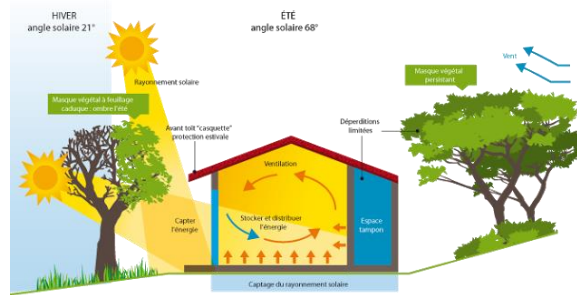 HIVER
angle solaire 21°
ÉTÉ
angle solaire 68°
Rayonnement solaire
Masque végétal à feuillage
caduque : ombre l'été
Avant toit "casquette"
protection estivale
Déperditions
limitées
Masque végétal
persistant
Vent
Ventilation
Capter
l'énergie
Stocker et distribuer
l'énergie
Espace
tampon
Captage du rayonnement solaire